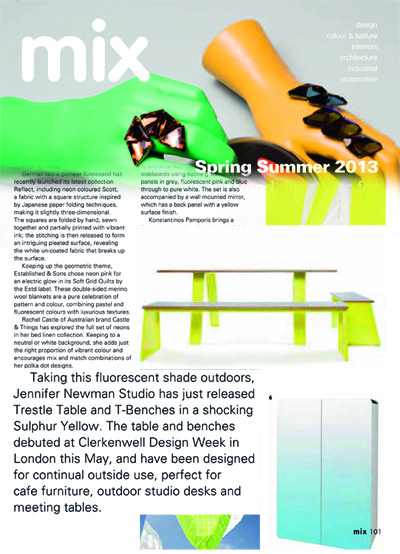 mix
design
colour & texture
interiors
architecture
industrial
automotive
Spring Summer 2013
German fabric pioneer Kinnasand has
recently launched its latest collection
Reflect, including neon coloured Scott,
a fabric with a square structure inspired
by Japanese paper folding techniques,
making it slightly three-dimensional.
The squares are folded by hand, sewn
together and partially printed with vibrant
ink; the stitching is then released to form
an intriguing pleated surface, revealing
the white un-coated fabric that breaks up
the surface.
Keeping up the geometric theme,
Established & Sons chose neon pink for
an electric glow in its Soft Grid Quilts by
the Estd label. These double-sided merino
wool blankets are a pure celebration of
pattern and colour, combining pastel and
fluorescent colours with luxurious textures.
Rachel Castle of Australian brand Castle
& Things has explored the full set of neons
in her bed linen collection. Keeping to a
neutral or white background, she adds just
the right proportion of vibrant colour and
encourages mix and match combinations of
her polka dot designs.
sideboards using subtle
panels in grey, fluorescent pink and blue
through to pure white. The set is also
accompanied by a wall mounted mirror,
which has a back panel with a yellow
surface finish.
Konstantinos Pamporis brings a
Taking this fluorescent shade outdoors,
Jennifer Newman Studio has just released
Trestle Table and T-Benches in a shocking
Sulphur Yellow. The table and benches
debuted at Clerkenwell Design Week in
London this May, and have been designed
for continual outside use, perfect for
cafe furniture, outdoor studio desks and
meeting tables.
mix 101